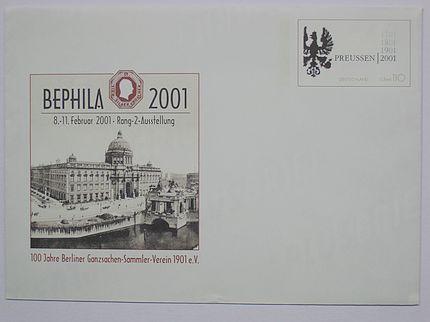 1701
1801
1901
PREUSSEN 2001
DEUTSCHLAND 110
BEPHILA 2001
8.-11. Februar 2001 · Rang-2-Ausstellung
100 Jahre Berliner Ganzsachen-Sammler-Verein 1901 e.V.